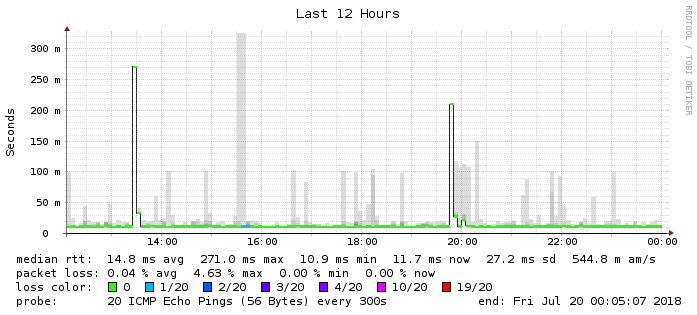 Last 12 Hours
RRDTOOL / TOBI OETIKER
Seconds
300 m
250 m
200 m
150 m
100 m
50 m
0
14:00 16:00 18:00 20:00 22:00 00:00
median rtt: 14.8 ms avg 271.0 ms max 10.9 ms min 11.7 ms now 27.2 ms sd 544.8 m am/s
packet loss: 0.04 % avg 4.63 % max 0.00 % min 0.00 % now
loss color: 0 1/20 2/20 3/20 4/20 10/20 19/20
probe: 20 ICMP Echo Pings (56 Bytes) every 300s end: Fri Jul 20 00:05:07 2018